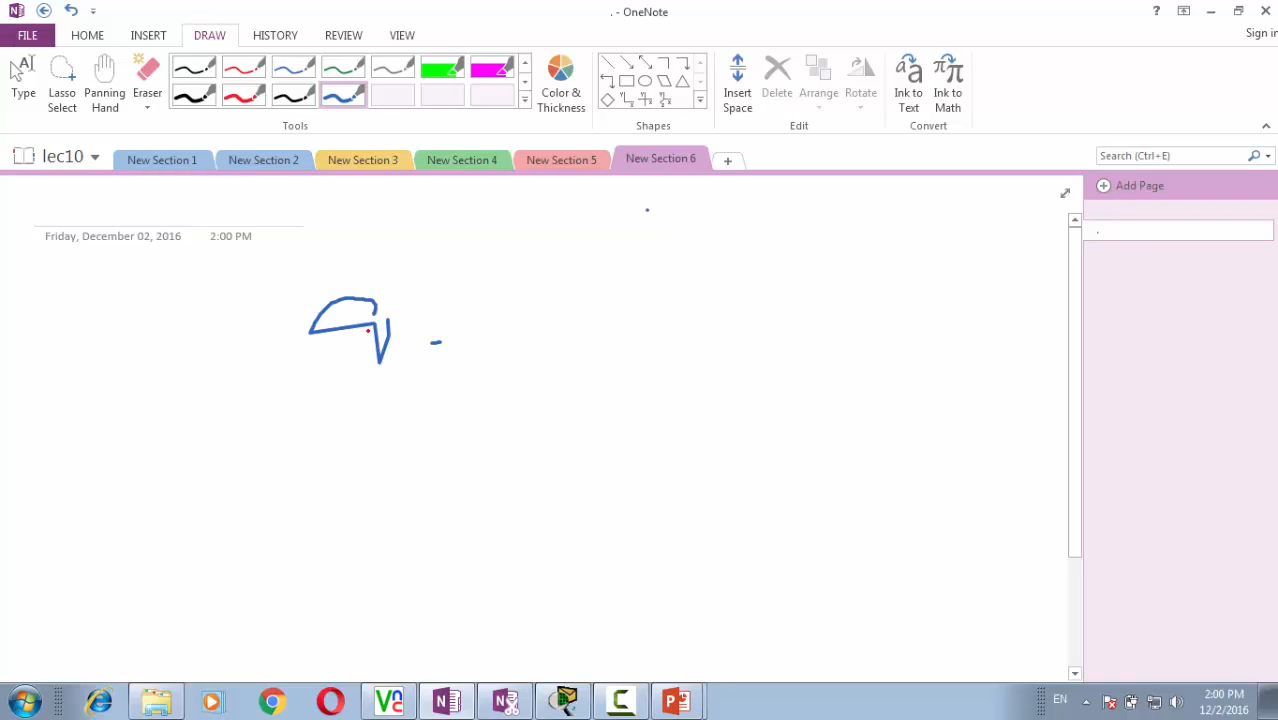 . - OneNote
?
Sign in
FILE HOME INSERT DRAW HISTORY REVIEW VIEW
Type Lasso Select Panning Hand Eraser Color & Thickness Insert Space Delete Arrange Rotate Ink to Text Ink to Math
Tools Shapes Edit Convert
lec10 New Section 1 New Section 2 New Section 3 New Section 4 New Section 5 New Section 6 + Search (Ctrl+E)
Add Page
.
Friday, December 02, 2016 2:00 PM
EN 2:00 PM
12/2/2016